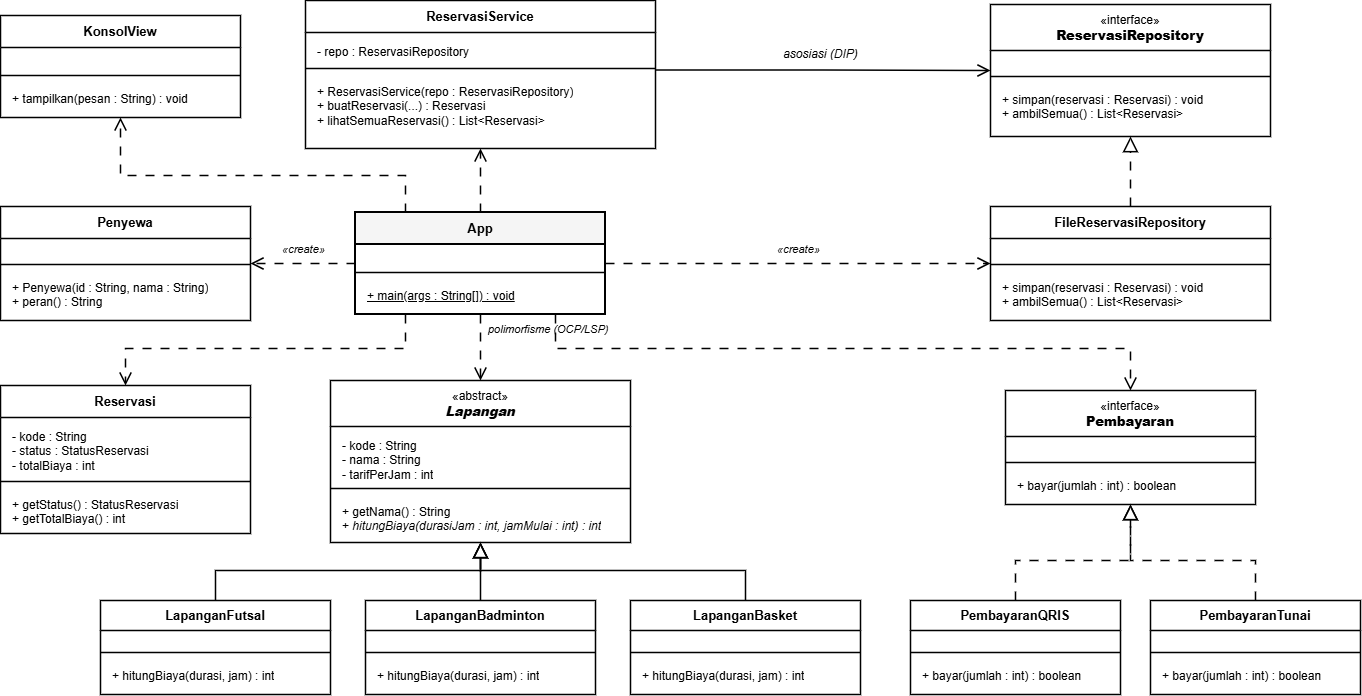 KonsolView
+ tampilkan(pesan : String) : void
ReservasiService
- repo : ReservasiRepository
+ ReservasiService(repo : ReservasiRepository)
+ buatReservasi(...) : Reservasi
+ lihatSemuaReservasi() : List<Reservasi>
asosiasi (DIP)
«interface»
ReservasiRepository
+ simpan(reservasi : Reservasi) : void
+ ambilSemua() : List<Reservasi>
Penyewa
+ Penyewa(id : String, nama : String)
+ peran() : String
«create»
App
+ main(args : String[]) : void
«create»
FileReservasiRepository
+ simpan(reservasi : Reservasi) : void
+ ambilSemua() : List<Reservasi>
polimorfisme (OCP/LSP)
Reservasi
- kode : String
- status : StatusReservasi
- totalBiaya : int
+ getStatus() : StatusReservasi
+ getTotalBiaya() : int
«abstract»
Lapangan
- kode : String
- nama : String
- tarifPerJam : int
+ getNama() : String
+ hitungBiaya(durasiJam : int, jamMulai : int) : int
«interface»
Pembayaran
+ bayar(jumlah : int) : boolean
LapanganFutsal
+ hitungBiaya(durasi, jam) : int
LapanganBadminton
+ hitungBiaya(durasi, jam) : int
LapanganBasket
+ hitungBiaya(durasi, jam) : int
PembayaranQRIS
+ bayar(jumlah : int) : boolean
PembayaranTunai
+ bayar(jumlah : int) : boolean